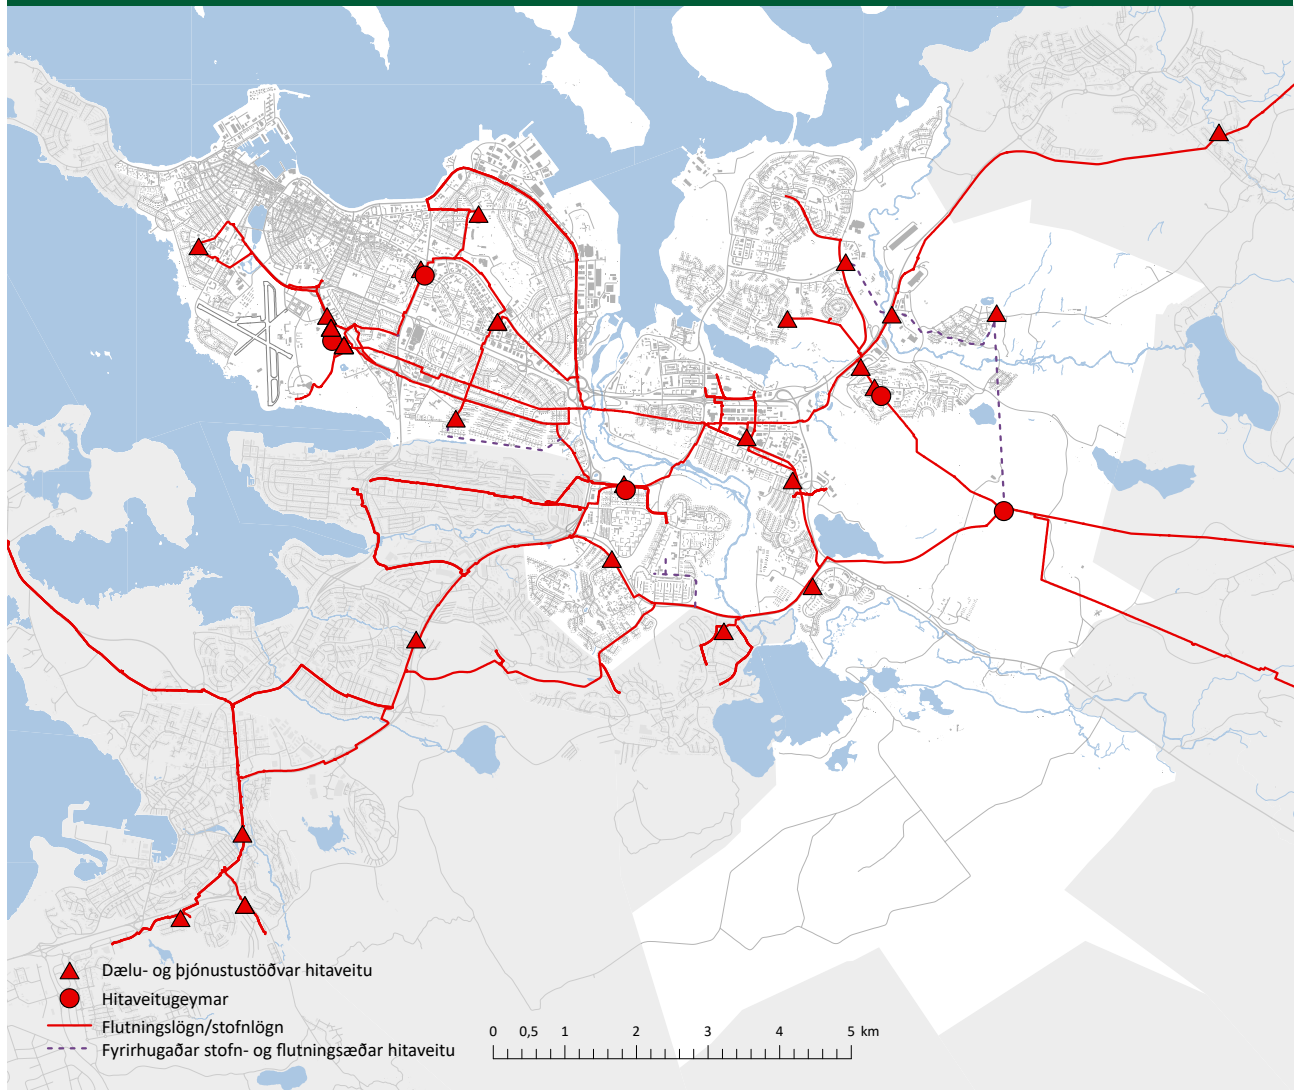 Dælu- og þjónustustöðvar hitaveitu
Hitaveitugeymar
Flutningslögn/stofnlögn
Fyrirhugaðar stofn- og flutningsæðar hitaveitu
0 0,5 1 2 3 4 5 km